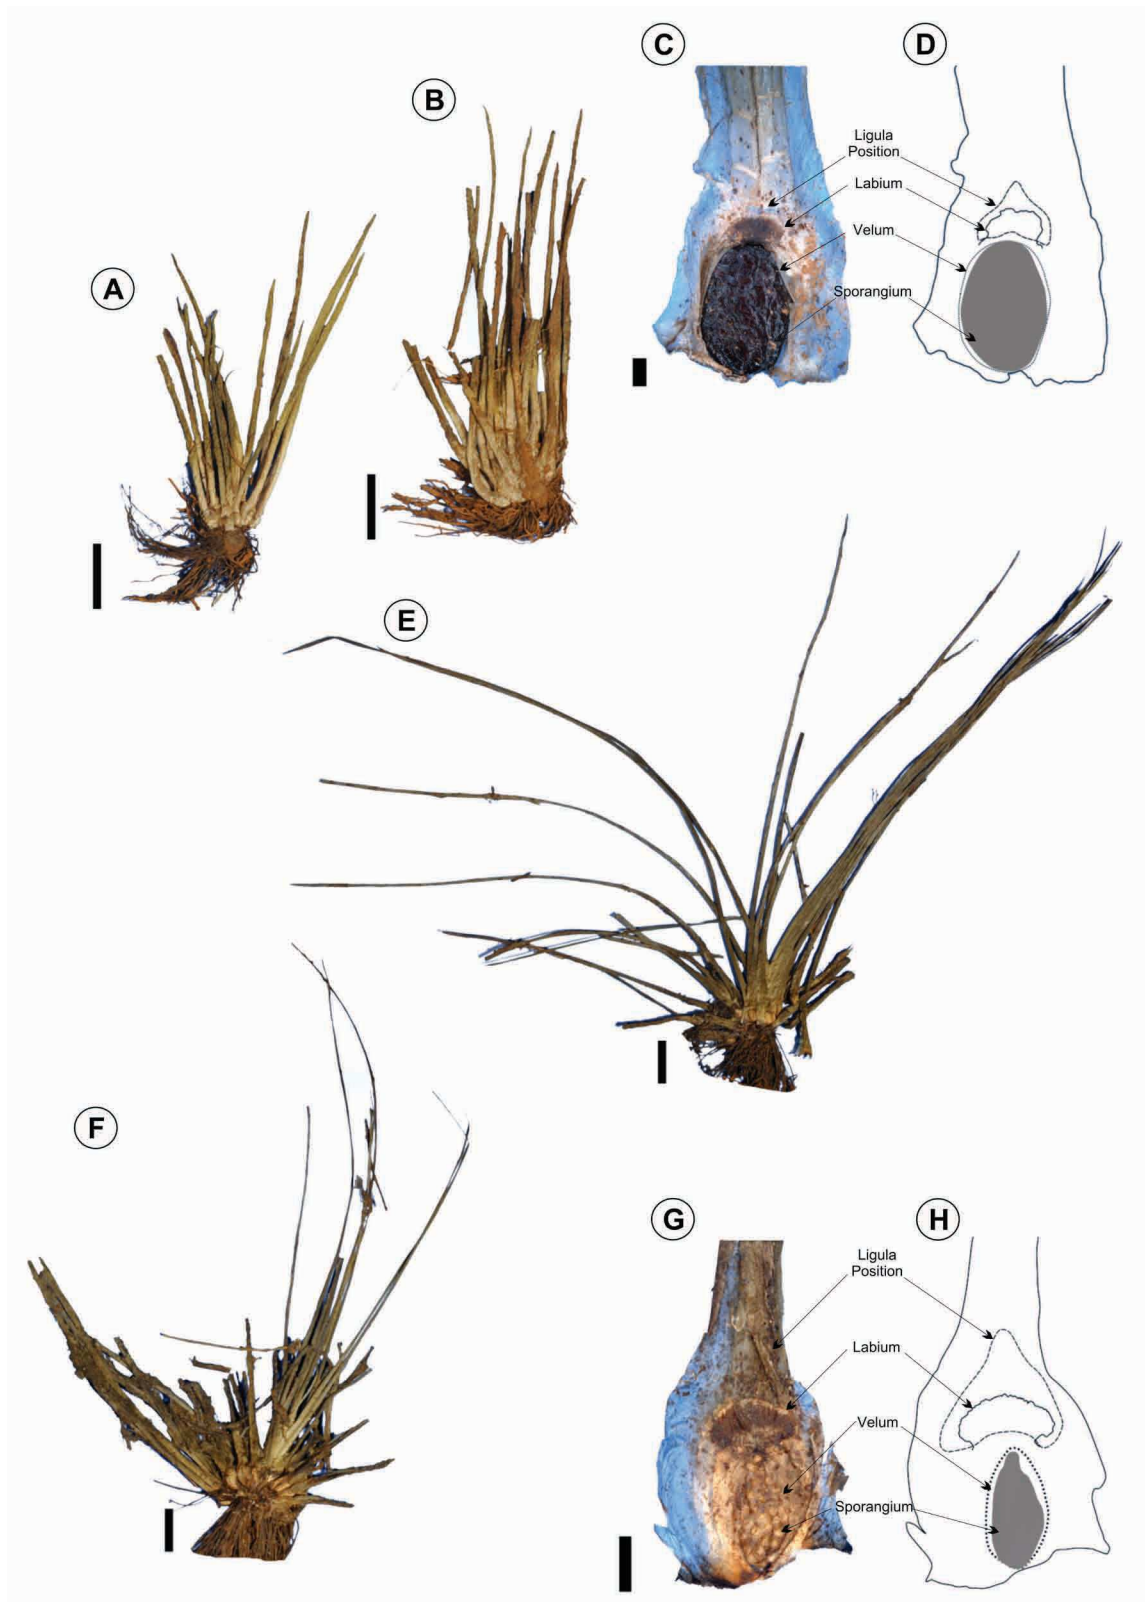 C
D
B
Ligula
Position
Labium
Velum
A
Sporangium
E
F
G
H
Ligula
Position
Labium
Velum
Sporangium